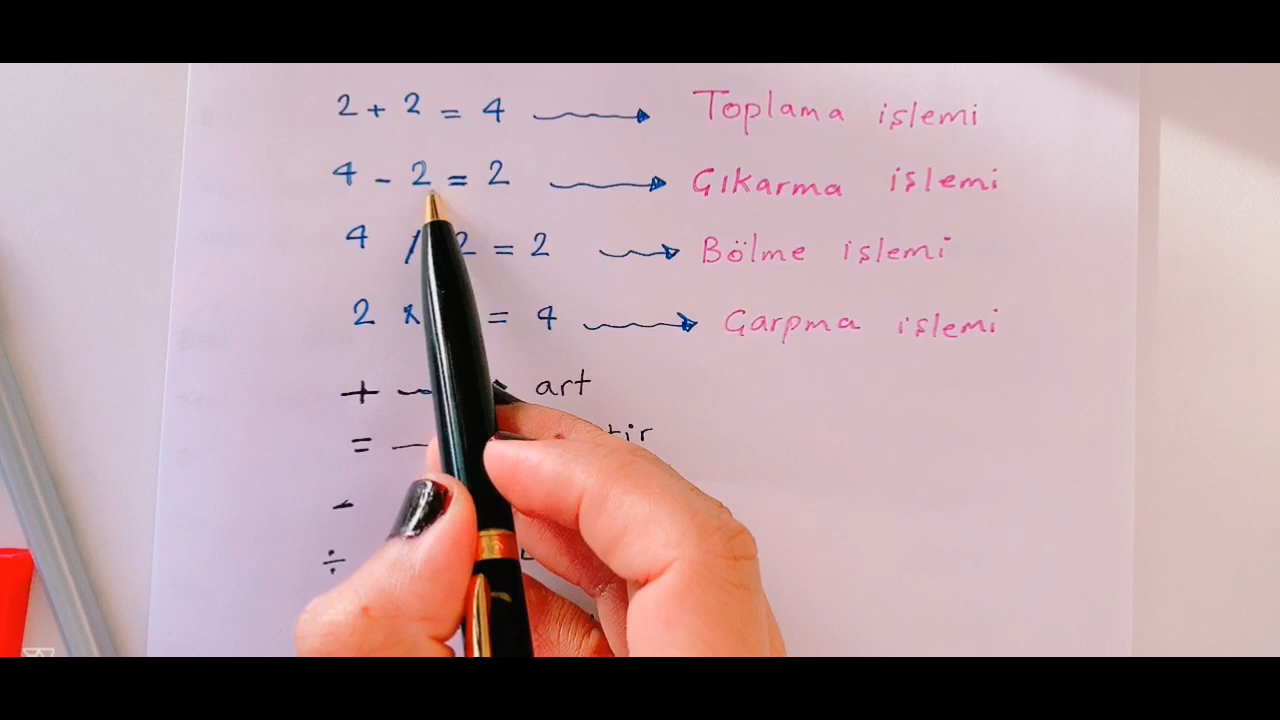 2 + 2 = 4 → Toplama işlemi
4 - 2 = 2 → Çıkarma işlemi
4 / 2 = 2 → Bölme işlemi
2 x = 4 → Çarpma işlemi
+ art
=
-
÷